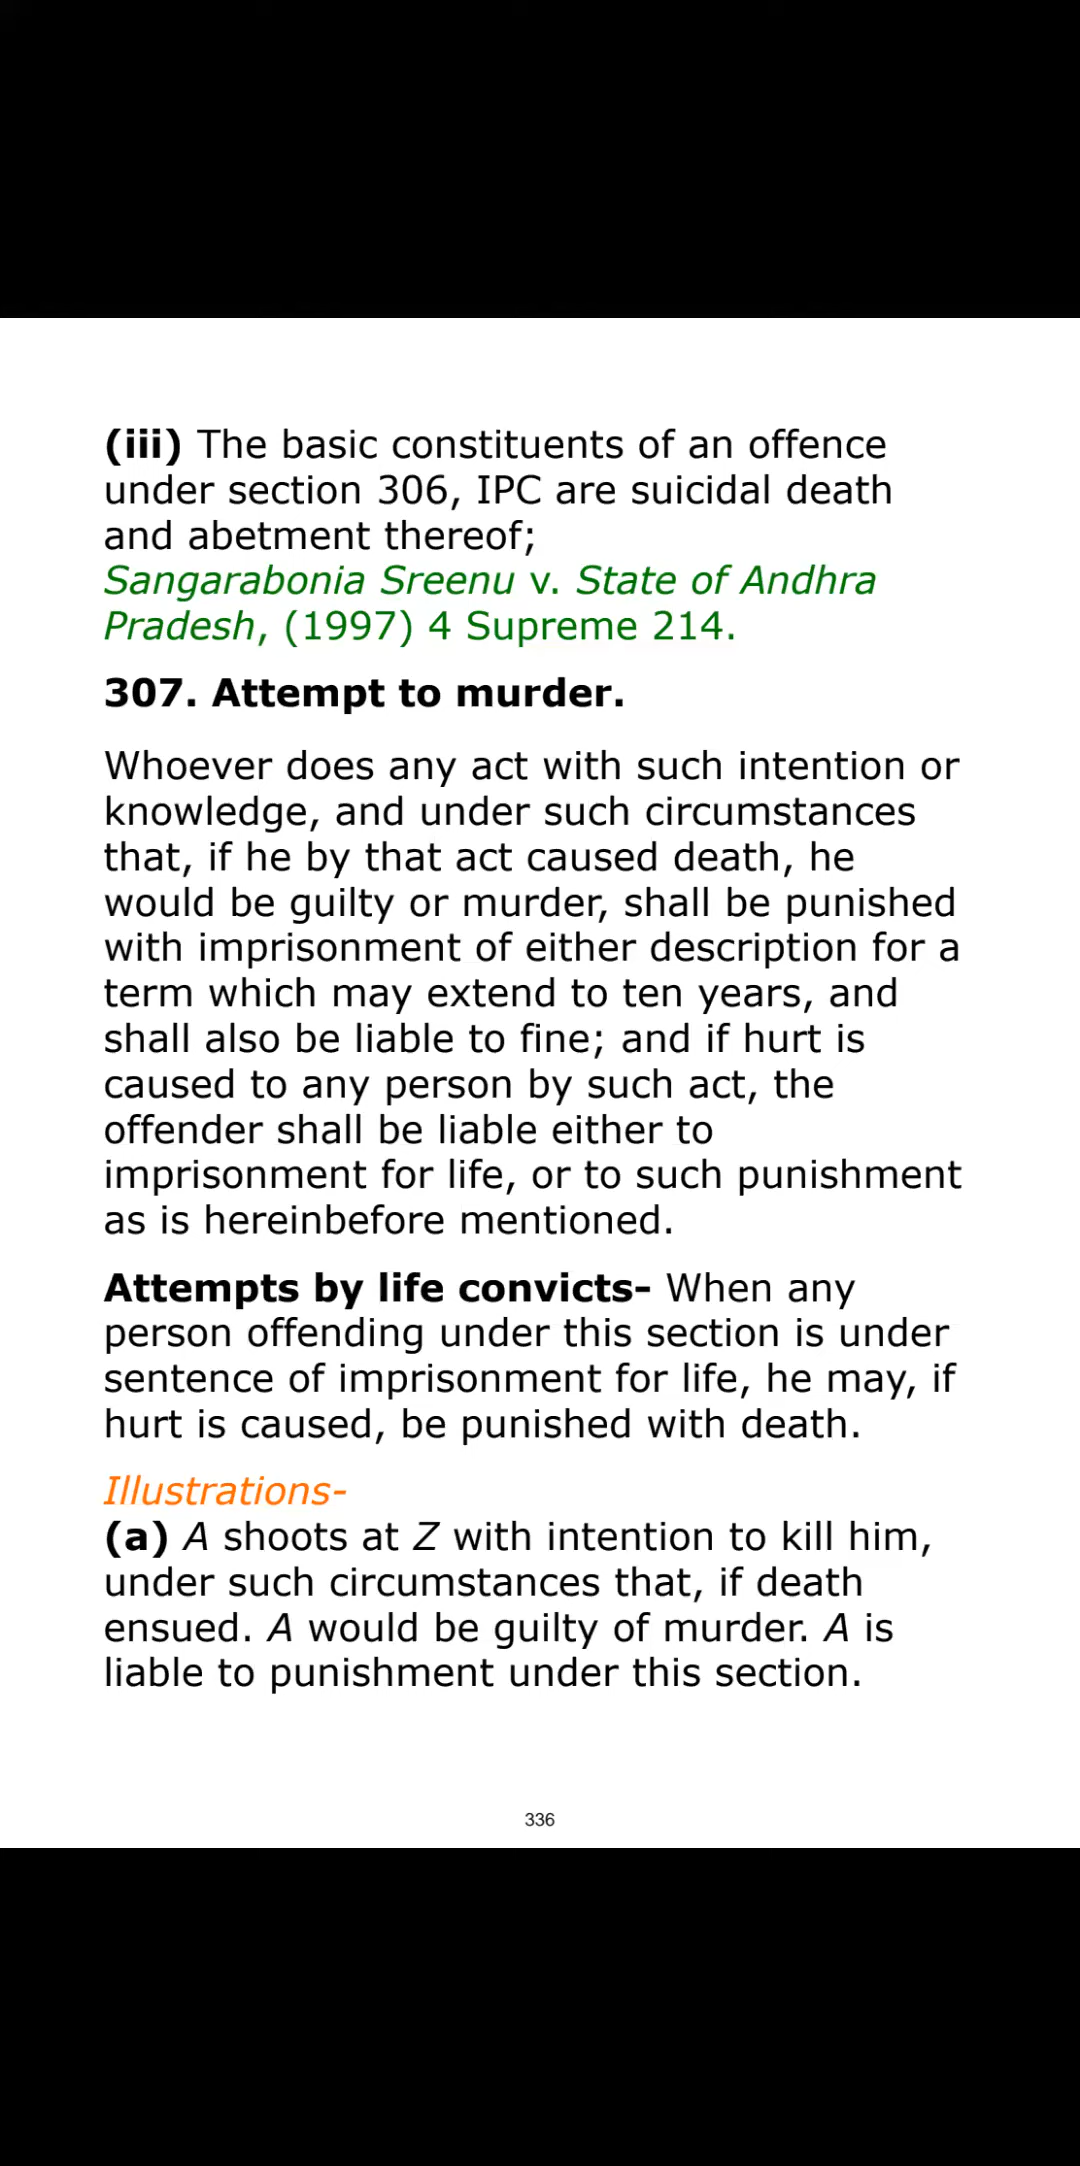 (iii) The basic constituents of an offence
under section 306, IPC are suicidal death
and abetment thereof;
Sangarabonia Sreenu v. State of Andhra
Pradesh, (1997) 4 Supreme 214.
307. Attempt to murder.
Whoever does any act with such intention or
knowledge, and under such circumstances
that, if he by that act caused death, he
would be guilty or murder, shall be punished
with imprisonment of either description for a
term which may extend to ten years, and
shall also be liable to fine; and if hurt is
caused to any person by such act, the
offender shall be liable either to
imprisonment for life, or to such punishment
as is hereinbefore mentioned.
Attempts by life convicts- When any
person offending under this section is under
sentence of imprisonment for life, he may, if
hurt is caused, be punished with death.
Illustrations-
(a) A shoots at Z with intention to kill him,
under such circumstances that, if death
ensued. A would be guilty of murder. A is
liable to punishment under this section.
336